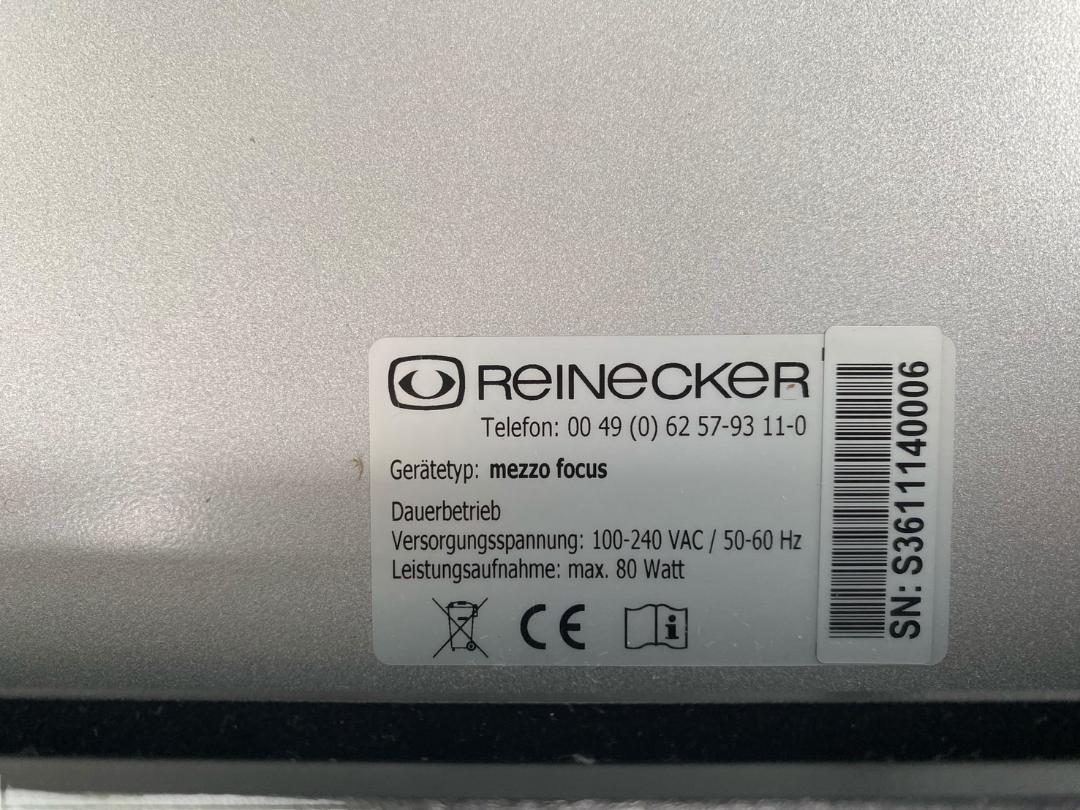 REINECKER
Telefon: 00 49 (0) 62 57-93 11-0
Gerätetyp: mezzo focus
Dauerbetrieb
Versorgungsspannung: 100-240 VAC / 50-60 Hz
Leistungsaufnahme: max. 80 Watt
CE
i
SN: S3611140006